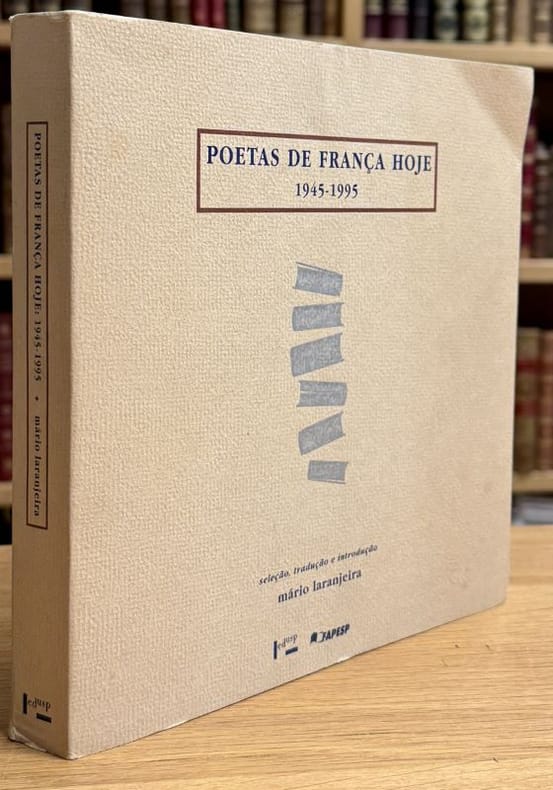 POETAS DE FRANÇA HOJE
1945-1995
seleção, tradução e introdução
mário laranjeira
edusp
FAPESP
POETAS DE FRANÇA HOJE: 1945-1995 • mário laranjeira
edusp